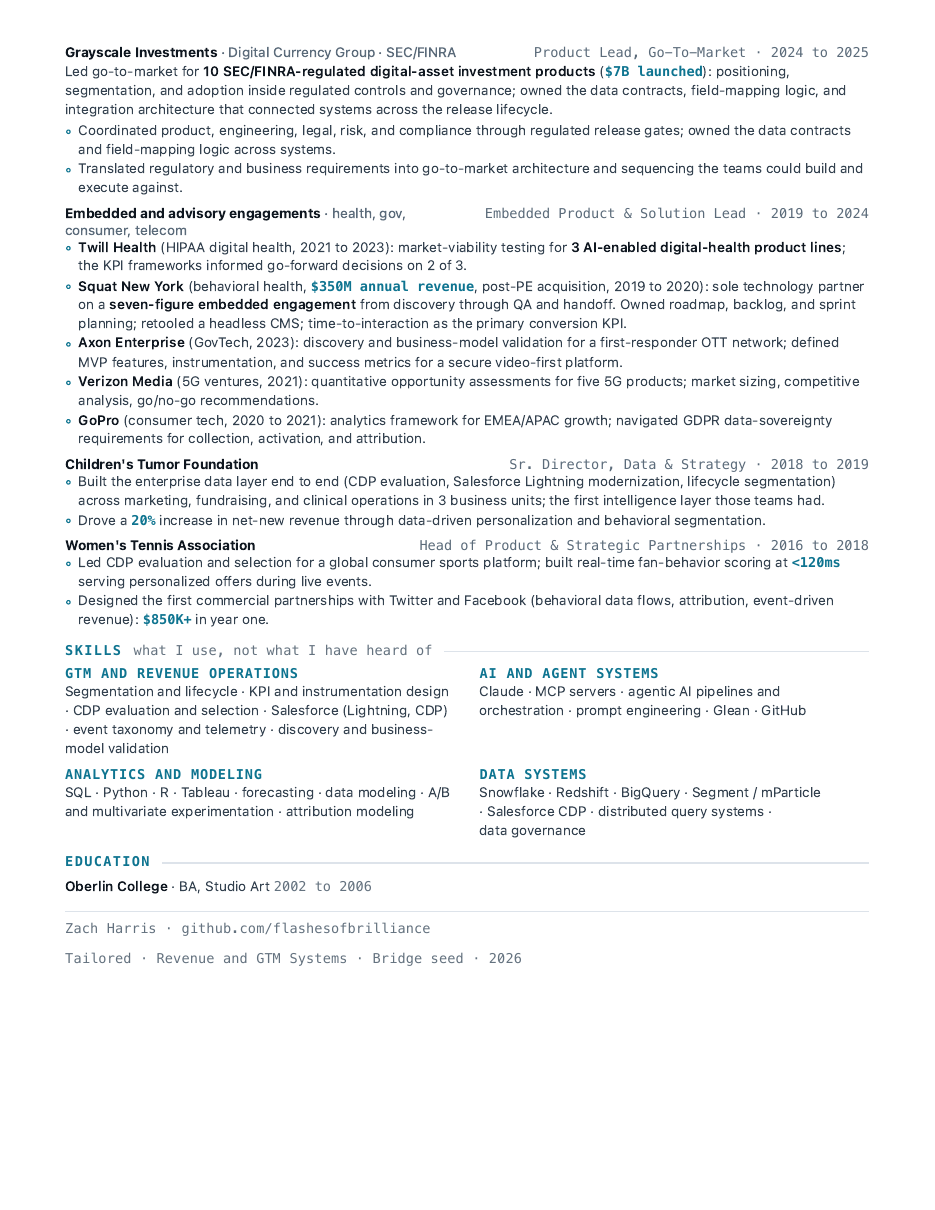 Grayscale Investments · Digital Currency Group · SEC/FINRA Product Lead, Go-To-Market · 2024 to 2025
Led go-to-market for 10 SEC/FINRA-regulated digital-asset investment products ($7B launched): positioning,
segmentation, and adoption inside regulated controls and governance; owned the data contracts, field-mapping logic, and
integration architecture that connected systems across the release lifecycle.
Coordinated product, engineering, legal, risk, and compliance through regulated release gates; owned the data contracts
and field-mapping logic across systems.
Translated regulatory and business requirements into go-to-market architecture and sequencing the teams could build and
execute against.
Embedded and advisory engagements · health, gov, Embedded Product & Solution Lead · 2019 to 2024
consumer, telecom
Twill Health (HIPAA digital health, 2021 to 2023): market-viability testing for 3 AI-enabled digital-health product lines;
the KPI frameworks informed go-forward decisions on 2 of 3.
Squat New York (behavioral health, $350M annual revenue, post-PE acquisition, 2019 to 2020): sole technology partner
on a seven-figure embedded engagement from discovery through QA and handoff. Owned roadmap, backlog, and sprint
planning; retooled a headless CMS; time-to-interaction as the primary conversion KPI.
Axon Enterprise (GovTech, 2023): discovery and business-model validation for a first-responder OTT network; defined
MVP features, instrumentation, and success metrics for a secure video-first platform.
Verizon Media (5G ventures, 2021): quantitative opportunity assessments for five 5G products; market sizing, competitive
analysis, go/no-go recommendations.
GoPro (consumer tech, 2020 to 2021): analytics framework for EMEA/APAC growth; navigated GDPR data-sovereignty
requirements for collection, activation, and attribution.
Children's Tumor Foundation Sr. Director, Data & Strategy · 2018 to 2019
Built the enterprise data layer end to end (CDP evaluation, Salesforce Lightning modernization, lifecycle segmentation)
across marketing, fundraising, and clinical operations in 3 business units; the first intelligence layer those teams had.
Drove a 20% increase in net-new revenue through data-driven personalization and behavioral segmentation.
Women's Tennis Association Head of Product & Strategic Partnerships · 2016 to 2018
Led CDP evaluation and selection for a global consumer sports platform; built real-time fan-behavior scoring at <120ms
serving personalized offers during live events.
Designed the first commercial partnerships with Twitter and Facebook (behavioral data flows, attribution, event-driven
revenue): $850K+ in year one.
SKILLS what I use, not what I have heard of
GTM AND REVENUE OPERATIONS
Segmentation and lifecycle · KPI and instrumentation design
· CDP evaluation and selection · Salesforce (Lightning, CDP)
· event taxonomy and telemetry · discovery and business-
model validation
AI AND AGENT SYSTEMS
Claude · MCP servers · agentic AI pipelines and
orchestration · prompt engineering · Glean · GitHub
ANALYTICS AND MODELING
SQL · Python · R · Tableau · forecasting · data modeling · A/B
and multivariate experimentation · attribution modeling
DATA SYSTEMS
Snowflake · Redshift · BigQuery · Segment / mParticle
· Salesforce CDP · distributed query systems ·
data governance
EDUCATION
Oberlin College · BA, Studio Art 2002 to 2006
Zach Harris · github.com/flashesofbrilliance
Tailored · Revenue and GTM Systems · Bridge seed · 2026